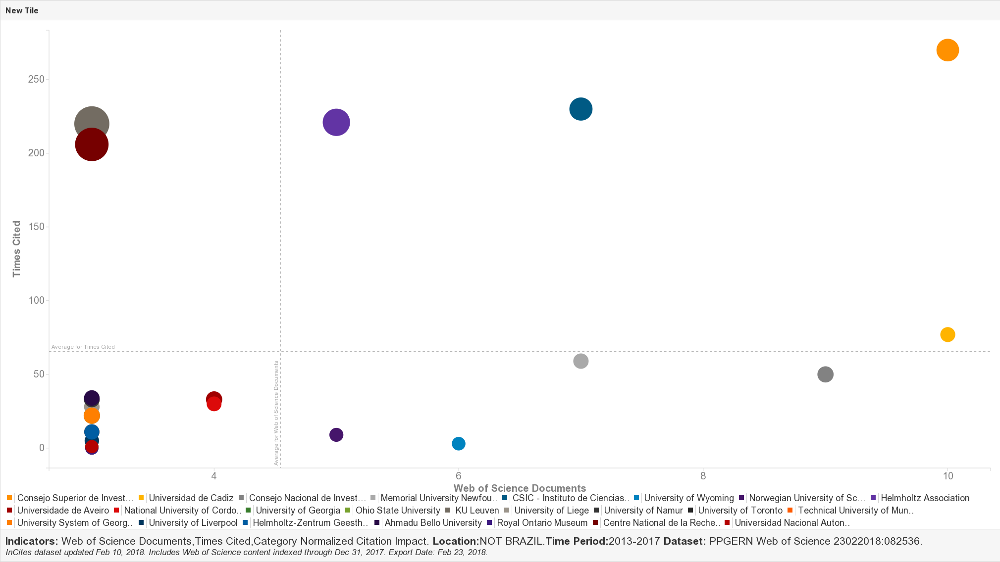 New Tile
250
200
150
100
50
0
Times Cited
Average for Times Cited
Average for Web of Science Documents
4 6 8 10
Web of Science Documents
Consejo Superior de Invest... Universidad de Cadiz Consejo Nacional de Invest... Memorial University Newfou.. CSIC - Instituto de Ciencias.. University of Wyoming Norwegian University of Sc... Helmholtz Association
Universidade de Aveiro National University of Cordo.. University of Georgia Ohio State University KU Leuven University of Liege University of Namur University of Toronto Technical University of Mun..
University System of Georg.. University of Liverpool Helmholtz-Zentrum Geesth.. Ahmadu Bello University Royal Ontario Museum Centre National de la Reche.. Universidad Nacional Auton..
Indicators: Web of Science Documents,Times Cited,Category Normalized Citation Impact. Location:NOT BRAZIL.Time Period:2013-2017 Dataset: PPGERN Web of Science 23022018:082536.
InCites dataset updated Feb 10, 2018. Includes Web of Science content indexed through Dec 31, 2017. Export Date: Feb 23, 2018.